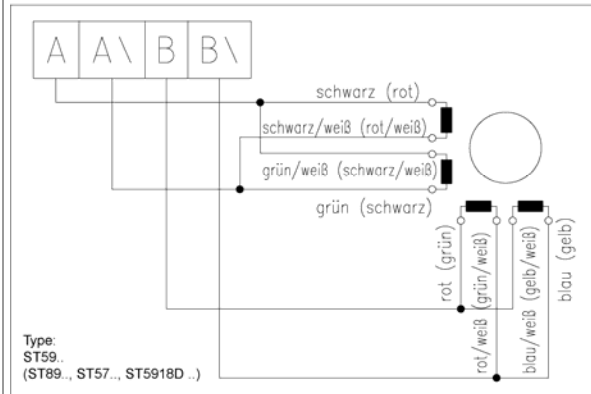 A A\ B B\
schwarz (rot)
schwarz/weiß (rot/weiß)
grün/weiß (schwarz/weiß)
grün (schwarz)
rot (grün)
rot/weiß (grün/weiß)
blau/weiß (gelb/weiß)
blau (gelb)
Type:
ST59..
(ST89.., ST57.., ST5918D ..)